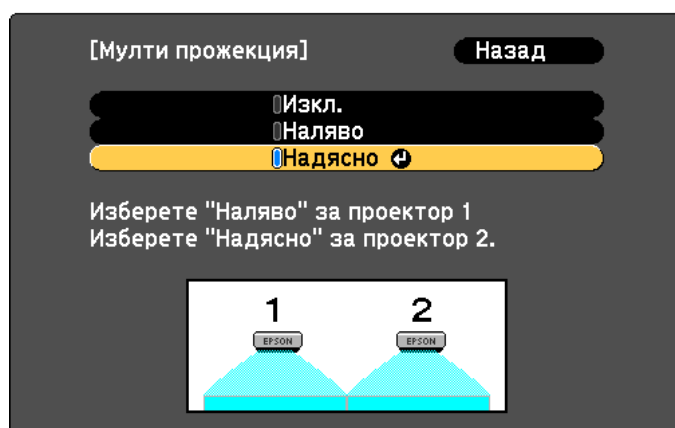 [Мулти прожекция] Назад
Изкл.
Наляво
Надясно
Изберете "Наляво" за проектор 1
Изберете "Надясно" за проектор 2.
1 2
EPSON EPSON